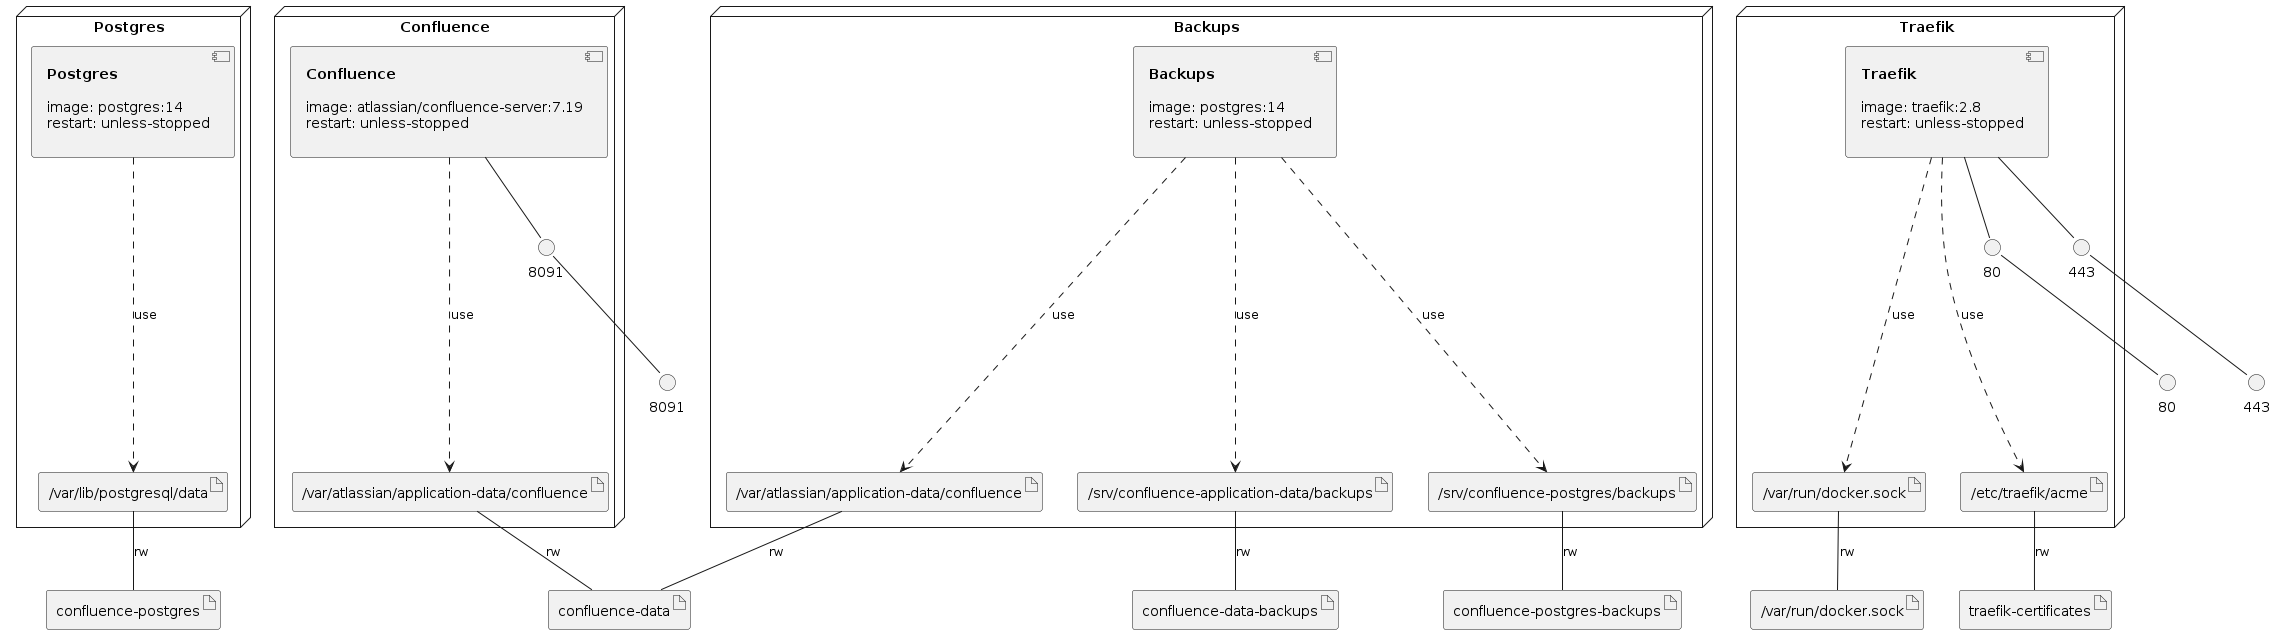 Postgres
Postgres
image: postgres:14
restart: unless-stopped
use
/var/lib/postgresql/data
rw
confluence-postgres
Confluence
Confluence
image: atlassian/confluence-server:7.19
restart: unless-stopped
8091
use
8091
/var/atlassian/application-data/confluence
rw
confluence-data
Backups
Backups
image: postgres:14
restart: unless-stopped
use
use
use
/var/atlassian/application-data/confluence
/srv/confluence-application-data/backups
/srv/confluence-postgres/backups
rw
rw
rw
confluence-data-backups
confluence-postgres-backups
Traefik
Traefik
image: traefik:2.8
restart: unless-stopped
80
443
use
use
80
443
/var/run/docker.sock
/etc/traefik/acme
rw
rw
/var/run/docker.sock
traefik-certificates